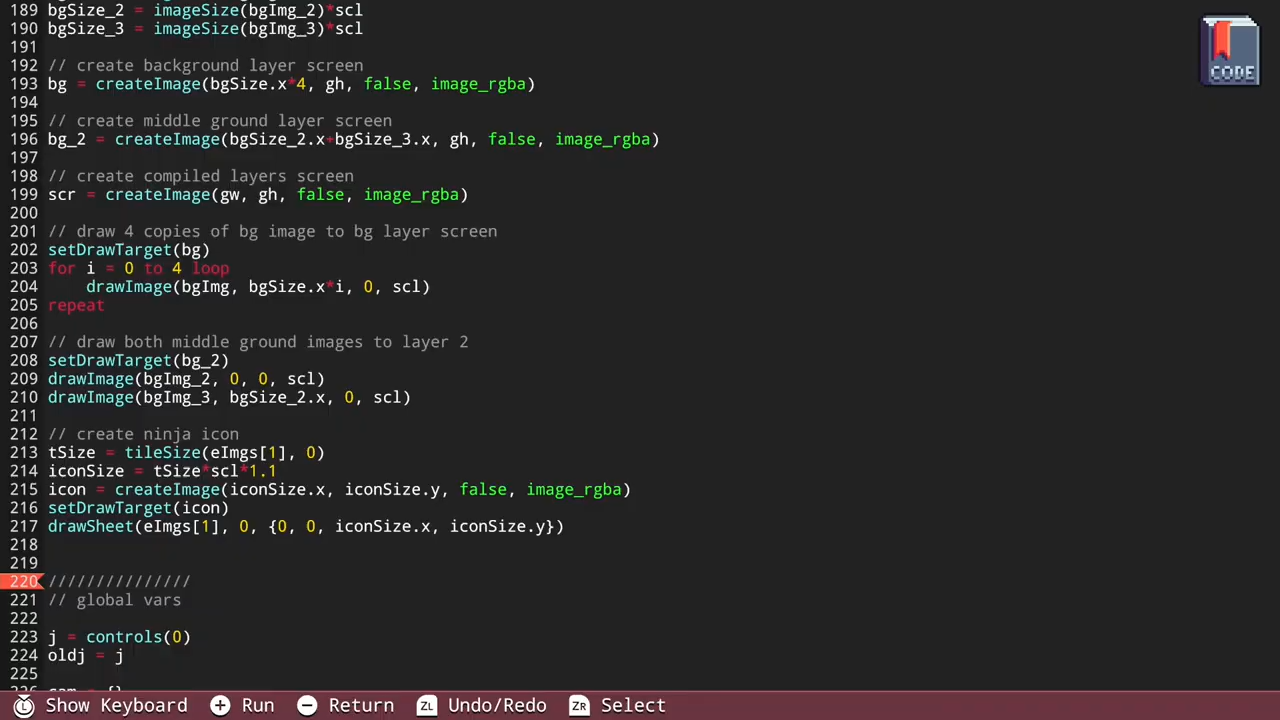 189 bgSize_2 = imageSize(bgImg_2)*scl
190 bgSize_3 = imageSize(bgImg_3)*scl
191
192 // create background layer screen
193 bg = createImage(bgSize.x*4, gh, false, image_rgba)
194
195 // create middle ground layer screen
196 bg_2 = createImage(bgSize_2.x+bgSize_3.x, gh, false, image_rgba)
197
198 // create compiled layers screen
199 scr = createImage(gw, gh, false, image_rgba)
200
201 // draw 4 copies of bg image to bg layer screen
202 setDrawTarget(bg)
203 for i = 0 to 4 loop
204     drawImage(bgImg, bgSize.x*i, 0, scl)
205 repeat
206
207 // draw both middle ground images to layer 2
208 setDrawTarget(bg_2)
209 drawImage(bgImg_2, 0, 0, scl)
210 drawImage(bgImg_3, bgSize_2.x, 0, scl)
211
212 // create ninja icon
213 tSize = tileSize(eImgs[1], 0)
214 iconSize = tSize*scl*1.1
215 icon = createImage(iconSize.x, iconSize.y, false, image_rgba)
216 setDrawTarget(icon)
217 drawSheet(eImgs[1], 0, {0, 0, iconSize.x, iconSize.y})
218
219
220 ///////////////
221 // global vars
222
223 j = controls(0)
224 oldj = j
225
226 cam = {}
CODE
Show Keyboard + Run - Return ZL Undo/Redo ZR Select